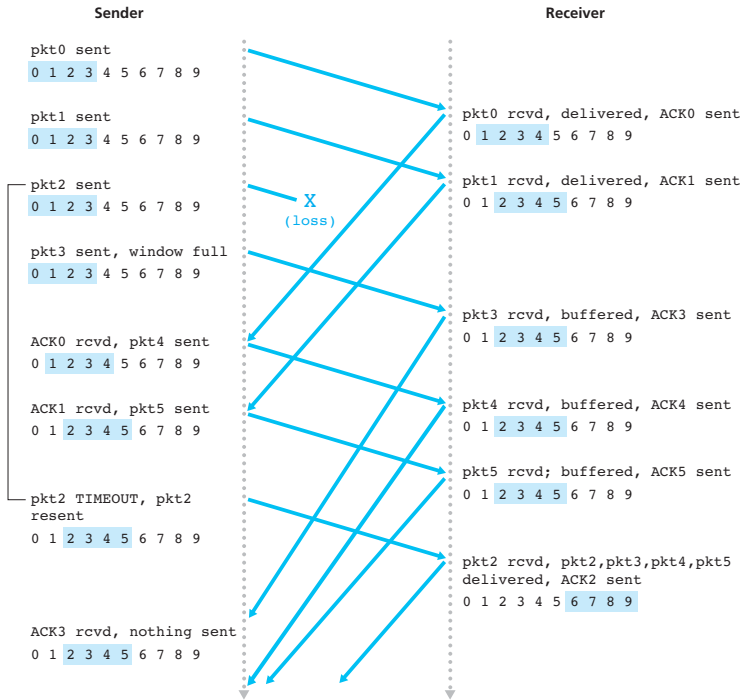 Sender
Receiver
pkt0 sent
0 1 2 3 4 5 6 7 8 9
pkt0 rcvd, delivered, ACK0 sent
0 1 2 3 4 5 6 7 8 9
pkt1 sent
0 1 2 3 4 5 6 7 8 9
pkt1 rcvd, delivered, ACK1 sent
0 1 2 3 4 5 6 7 8 9
pkt2 sent
0 1 2 3 4 5 6 7 8 9
X
(loss)
pkt3 sent, window full
0 1 2 3 4 5 6 7 8 9
pkt3 rcvd, buffered, ACK3 sent
0 1 2 3 4 5 6 7 8 9
ACK0 rcvd, pkt4 sent
0 1 2 3 4 5 6 7 8 9
pkt4 rcvd, buffered, ACK4 sent
0 1 2 3 4 5 6 7 8 9
ACK1 rcvd, pkt5 sent
0 1 2 3 4 5 6 7 8 9
pkt5 rcvd; buffered, ACK5 sent
0 1 2 3 4 5 6 7 8 9
pkt2 TIMEOUT, pkt2
resent
0 1 2 3 4 5 6 7 8 9
pkt2 rcvd, pkt2,pkt3,pkt4,pkt5
delivered, ACK2 sent
0 1 2 3 4 5 6 7 8 9
ACK3 rcvd, nothing sent
0 1 2 3 4 5 6 7 8 9